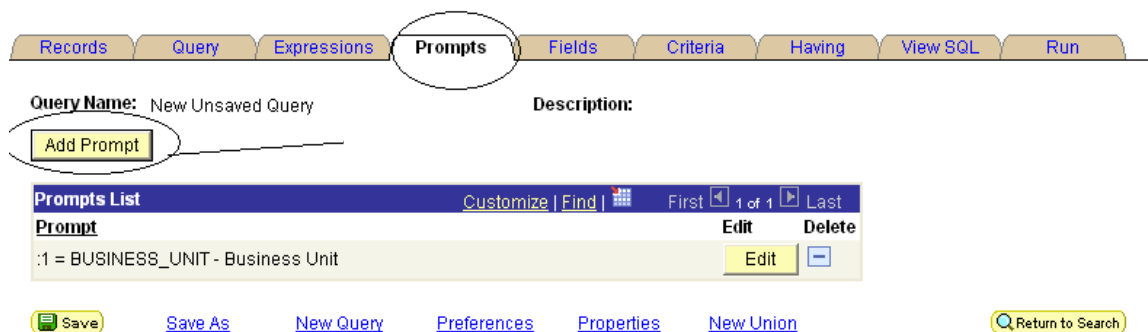 Records Query Expressions Prompts Fields Criteria Having View SQL Run
Query Name: New Unsaved Query Description:
Add Prompt
Prompts List Customize | Find | First 1 of 1 Last
Prompt Edit Delete
:1 = BUSINESS_UNIT - Business Unit Edit
Save Save As New Query Preferences Properties New Union Return to Search